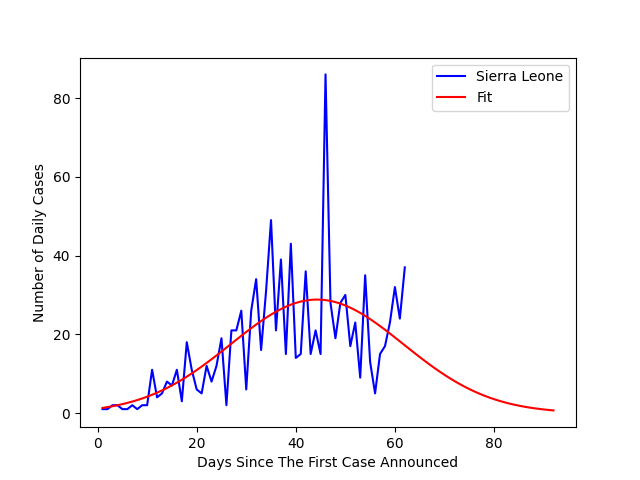 Sierra Leone
Fit
80
60
40
20
0
Number of Daily Cases
0 20 40 60 80
Days Since The First Case Announced